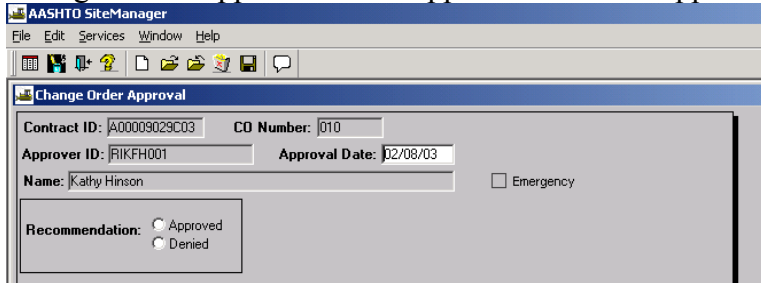 AASHTO SiteManager
File Edit Services Window Help
Change Order Approval
Contract ID: A00009029C03 CO Number: 010
Approver ID: RIKFH001 Approval Date: 02/08/03
Name: Kathy Hinson Emergency
Recommendation: Approved
Denied